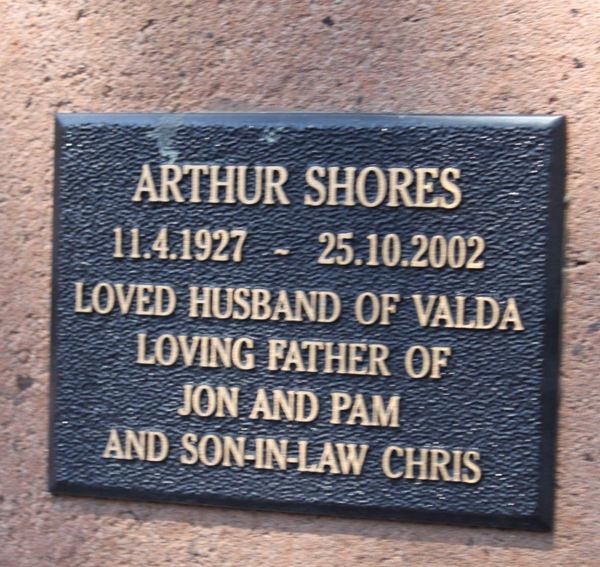 ARTHUR SHORES
11.4.1927 ~ 25.10.2002
LOVED HUSBAND OF VALDA
LOVING FATHER OF
JON AND PAM
AND SON-IN-LAW CHRIS